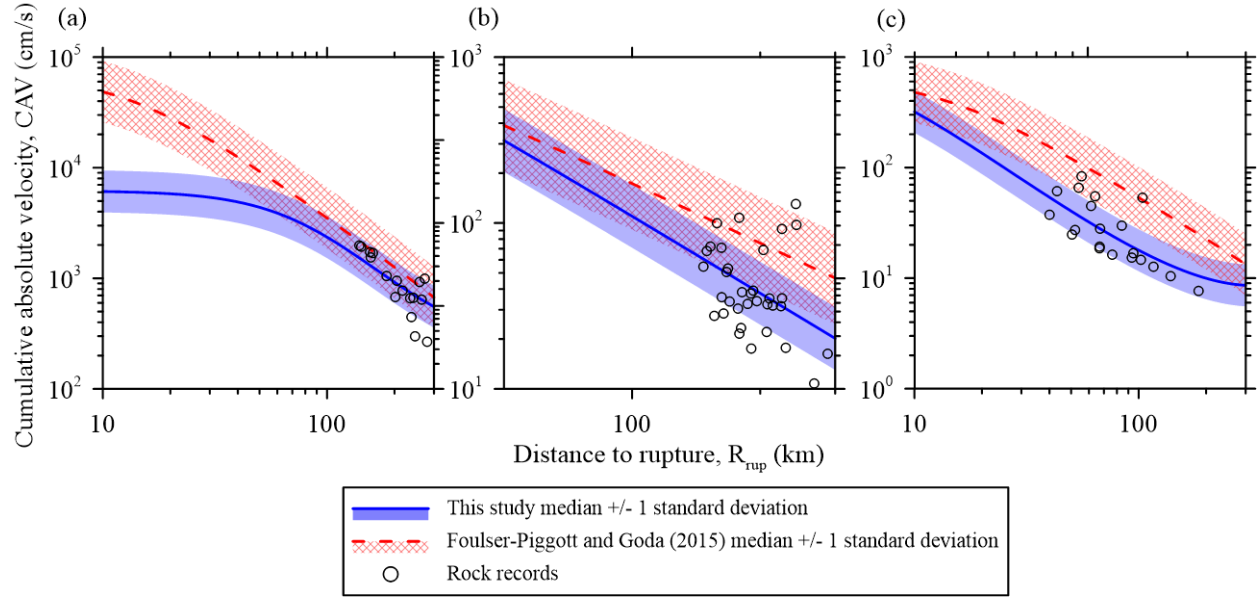 (a)
(b)
(c)
Cumulative absolute velocity, CAV (cm/s)
10^5
10^4
10^3
10^2
10
100
10^3
10^2
10^1
100
10^3
10^2
10^1
10^0
10
100
Distance to rupture, R_rup (km)
This study median +/- 1 standard deviation
Foulser-Piggott and Goda (2015) median +/- 1 standard deviation
Rock records